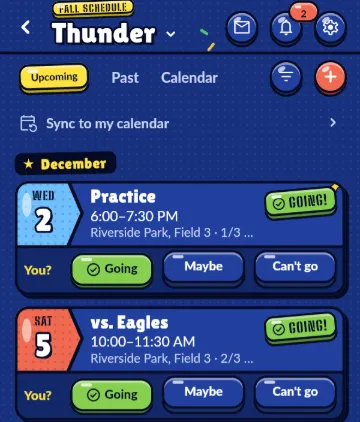 FALL SCHEDULE
Thunder
2
Upcoming
Past
Calendar
Sync to my calendar
★ December
WED
2
Practice
6:00–7:30 PM
Riverside Park, Field 3 · 1/3 ...
GOING!
You?
Going
Maybe
Can't go
SAT
5
vs. Eagles
10:00–11:30 AM
Riverside Park, Field 3 · 2/3 ...
GOING!
You?
Going
Maybe
Can't go